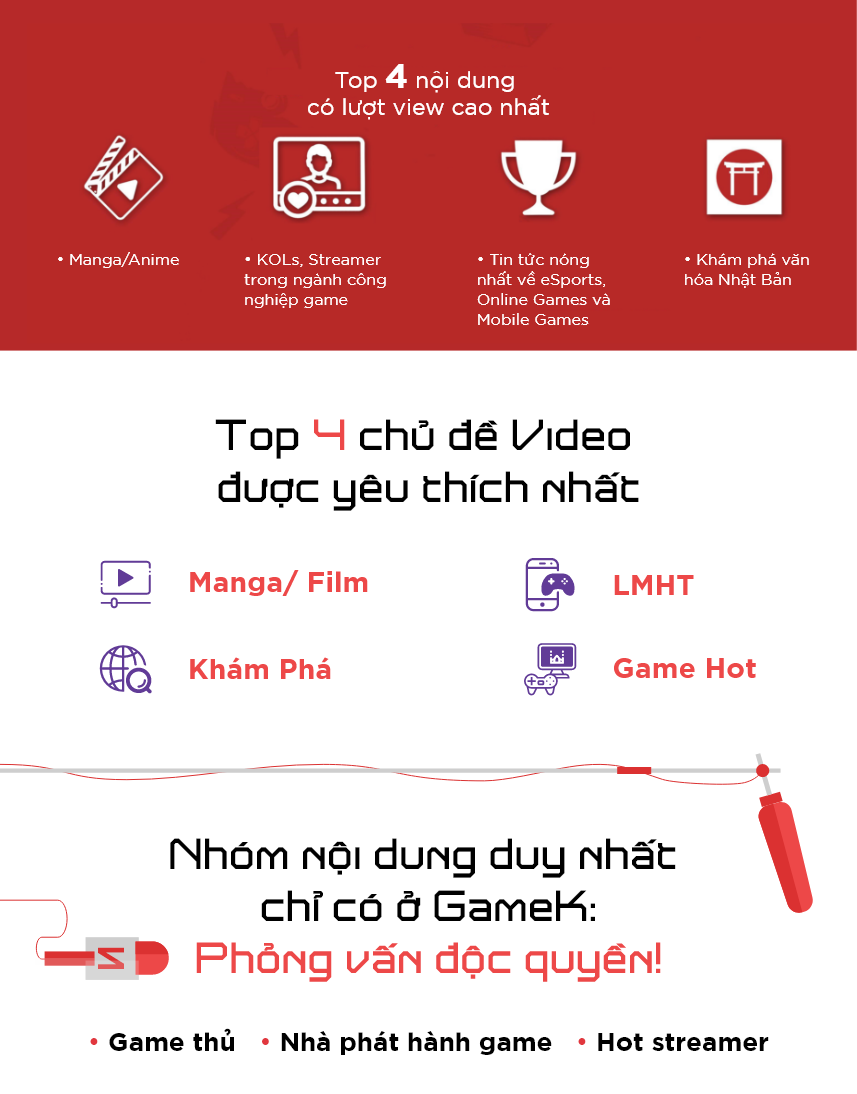 Top 4 nội dung
có lượt view cao nhất
• Manga/Anime
• KOLs, Streamer
trong ngành công
nghiệp game
• Tin tức nóng
nhất về eSports,
Online Games và
Mobile Games
• Khám phá văn
hóa Nhật Bản
Top 4 chủ đề Video
được yêu thích nhất
Manga/ Film
LMHT
Khám Phá
Game Hot
Nhóm nội dung duy nhất
chỉ có ở GameK:
Phỏng vấn độc quyền!
• Game thủ • Nhà phát hành game • Hot streamer